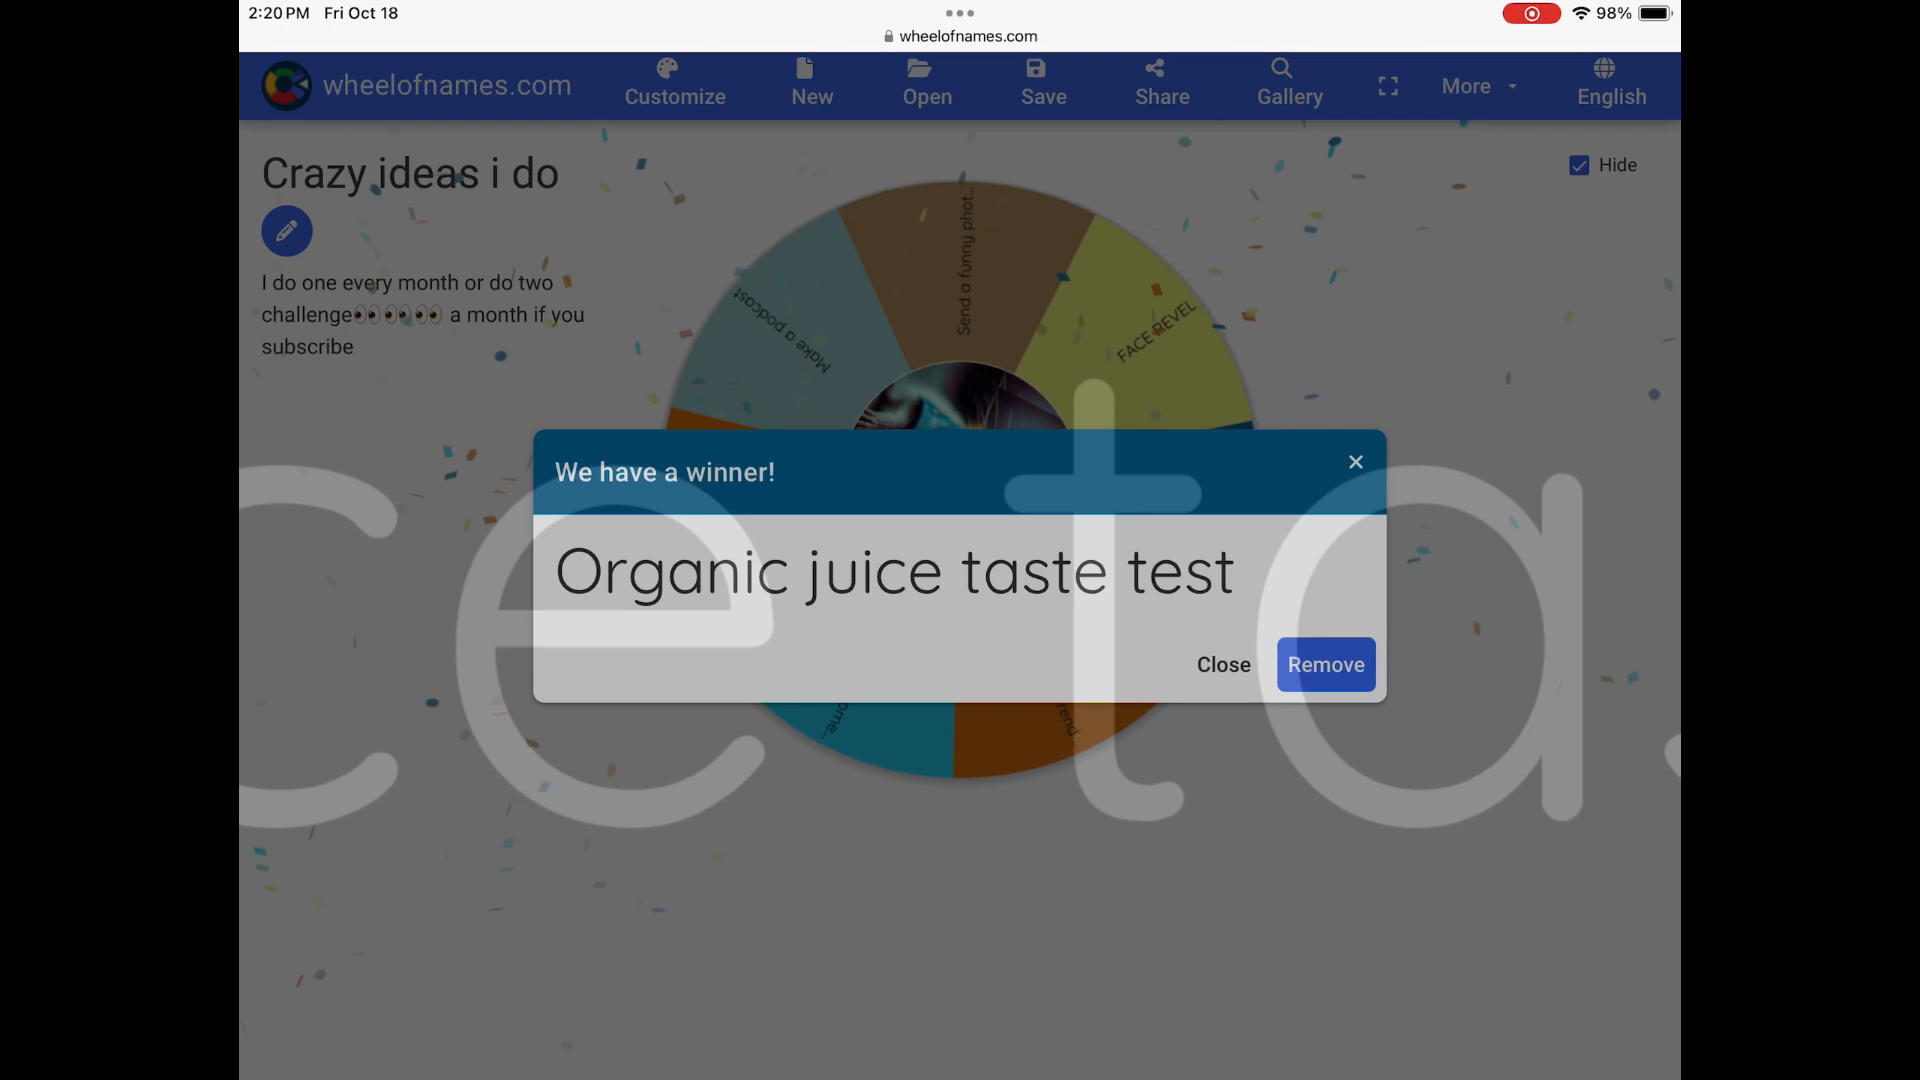 2:20 PM Fri Oct 18
98%
wheelofnames.com
wheelofnames.com
Customize
New
Open
Save
Share
Gallery
More
English
Crazy ideas i do
Hide
I do one every month or do two
challenge👀👀👀 a month if you
subscribe
Make a podcast
Send a funny phot...
FACE REVEL
We have a winner!
Organic juice taste test
Close
Remove
ce ta